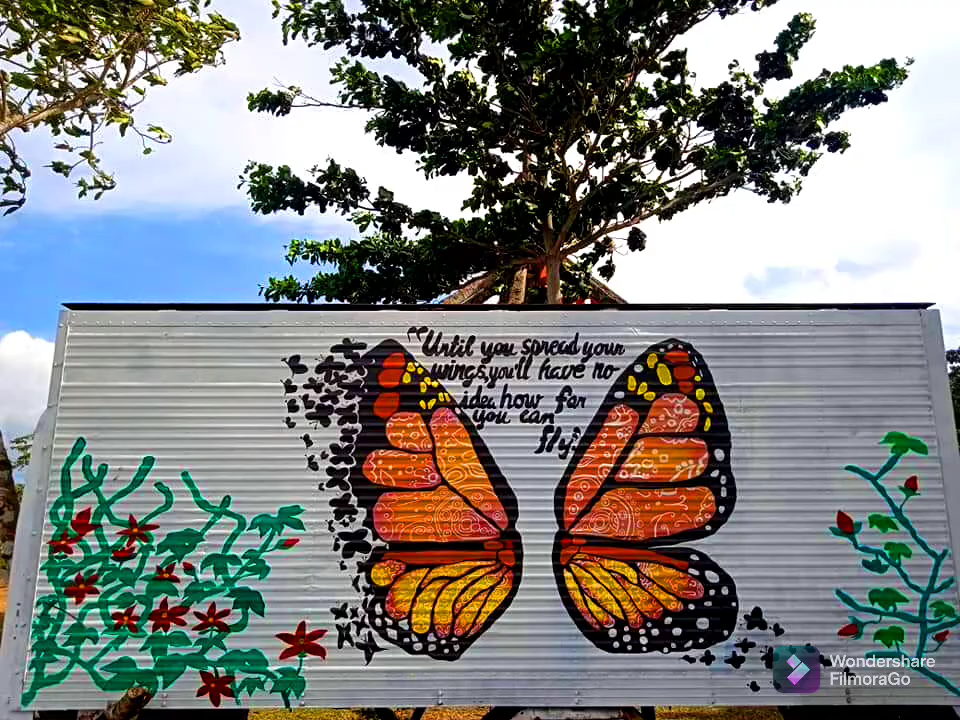 "Until you spread your
wings, you'll have no
idea how far
you can
fly"
Wondershare
FilmoraGo